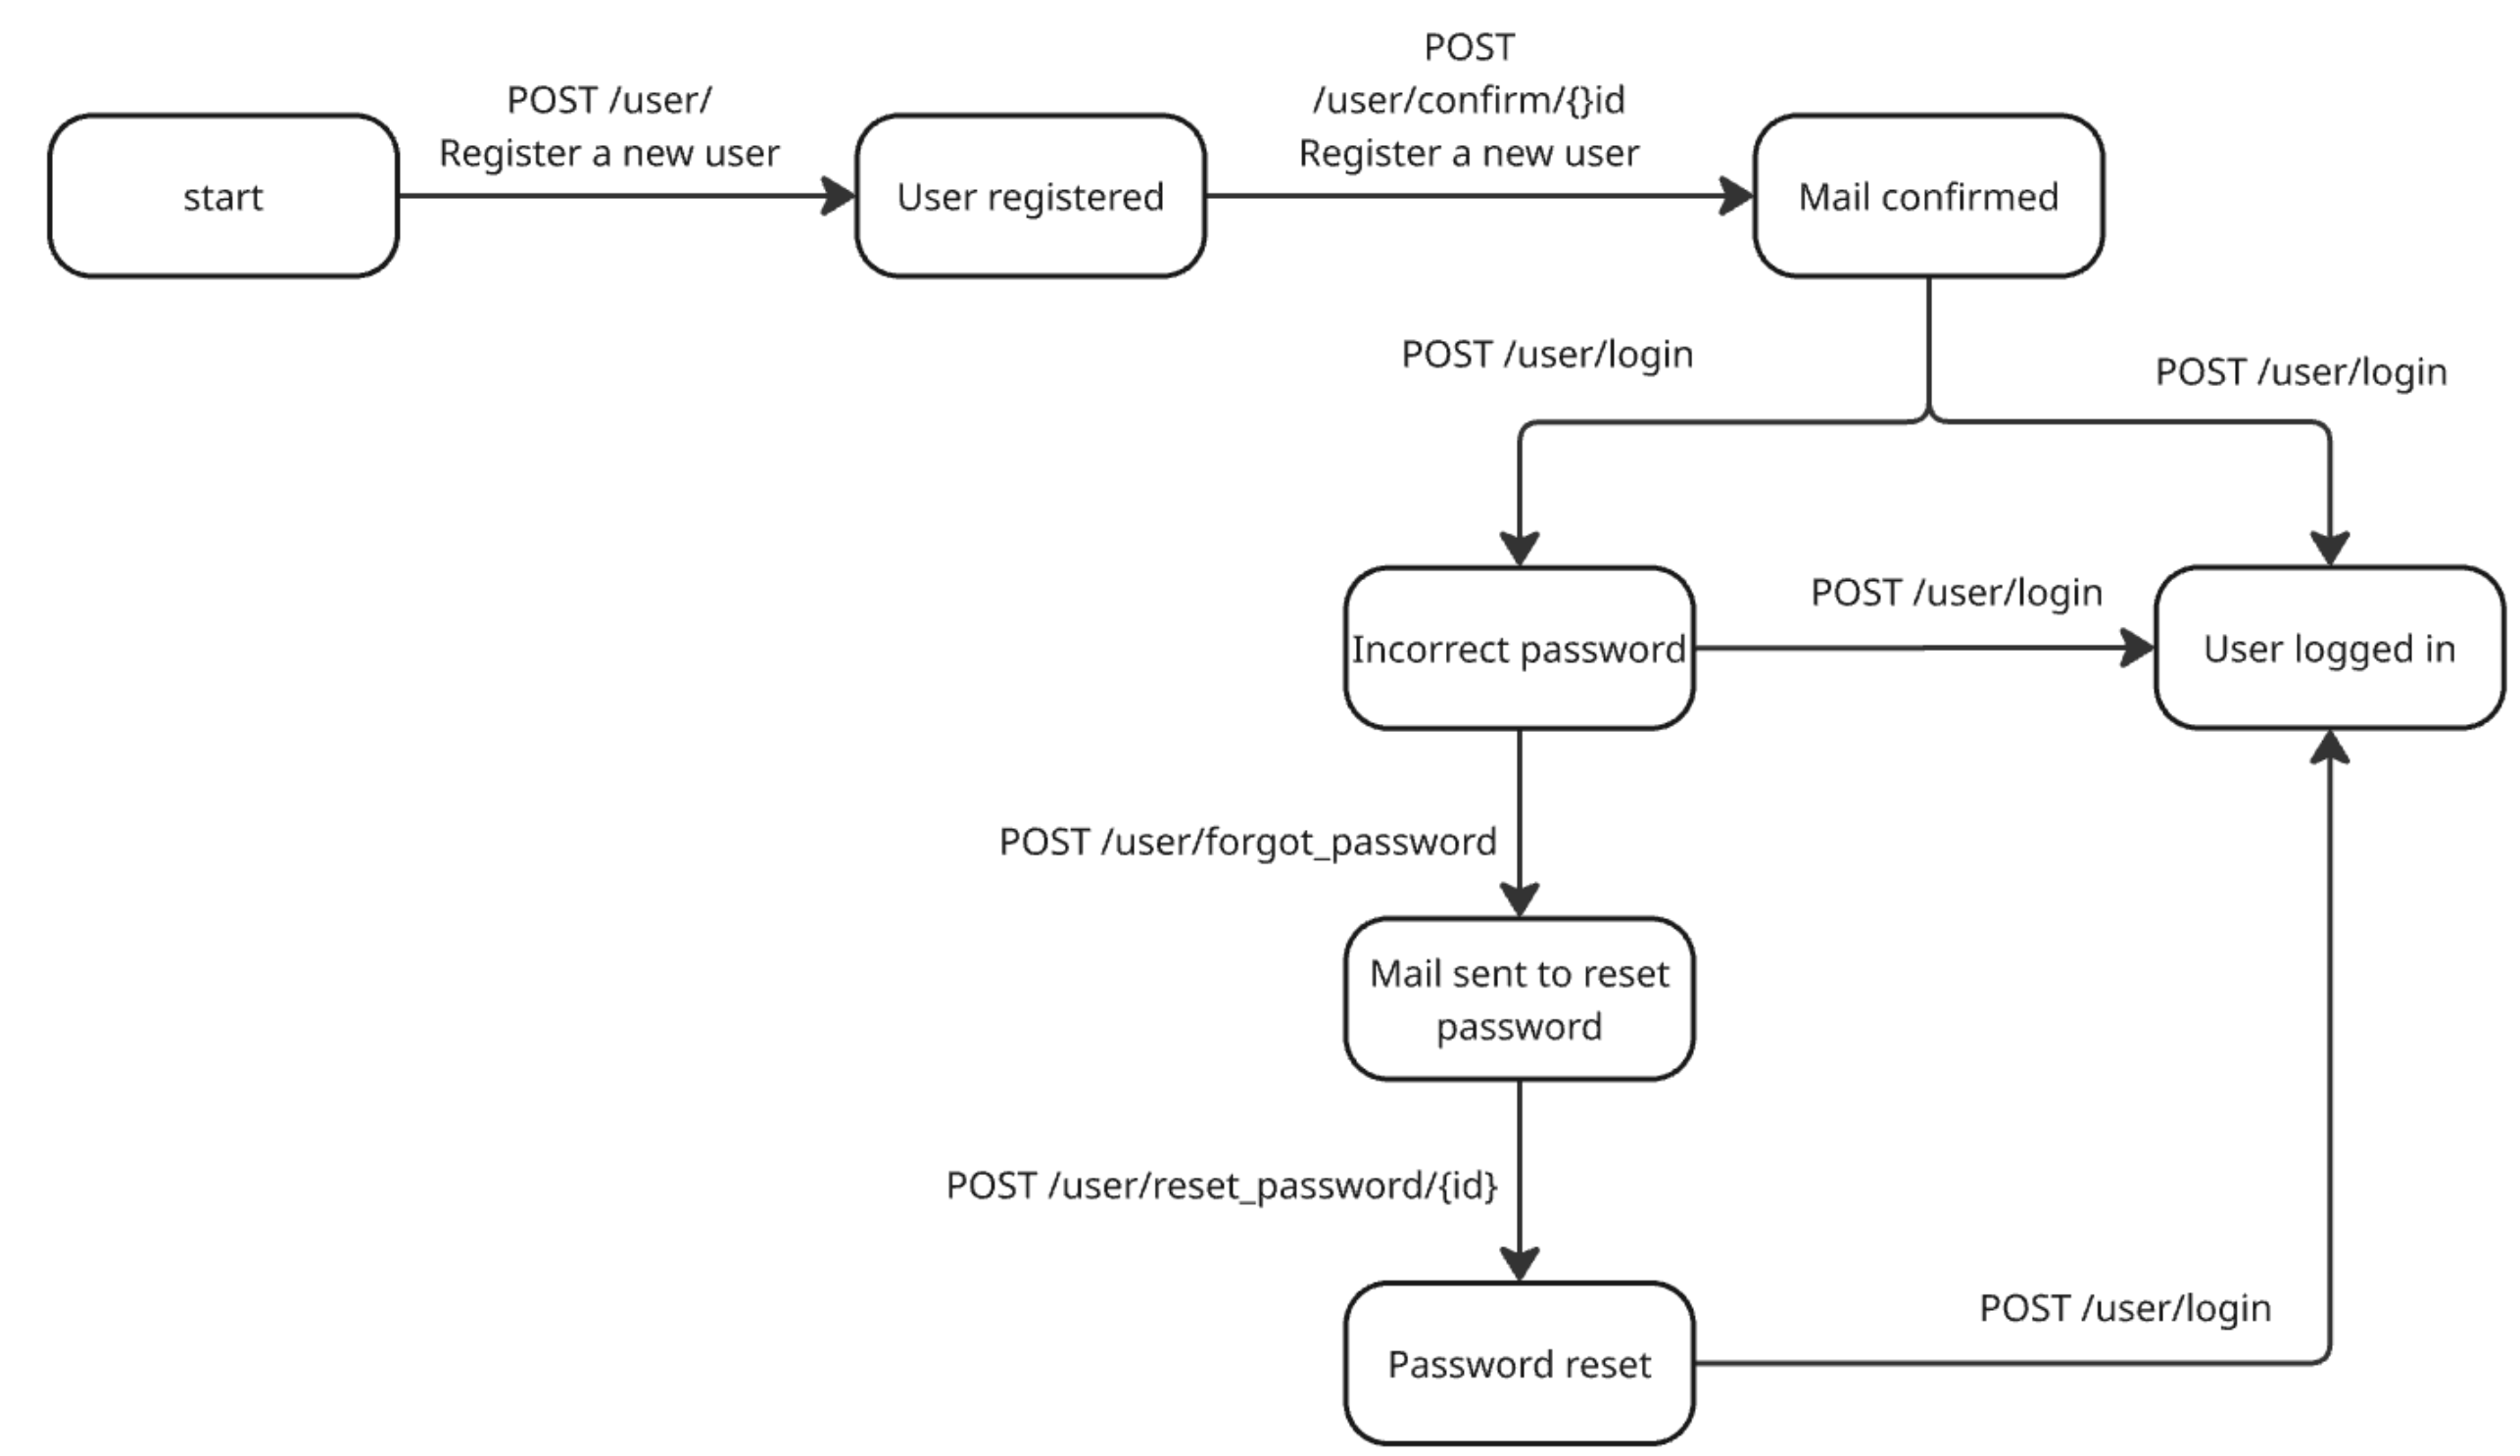 start
POST /user/
Register a new user
User registered
POST
/user/confirm/{}id
Register a new user
Mail confirmed
POST /user/login
POST /user/login
Incorrect password
POST /user/login
User logged in
POST /user/forgot_password
Mail sent to reset
password
POST /user/reset_password/{id}
Password reset
POST /user/login